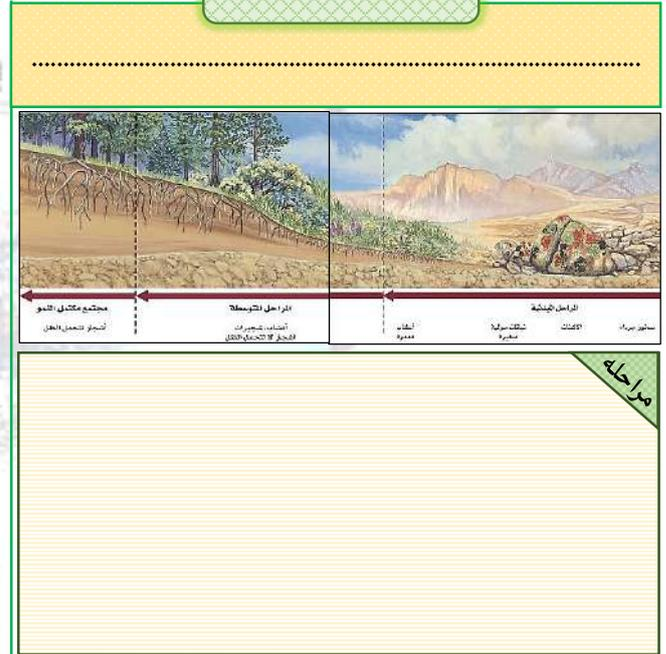 المراحل المبدئية
صخور جرداء
الأشنات
نباتات حولية صغيرة
أعشاب معمرة
المراحل المتوسطة
أعشاب، شجيرات
أشجار لا تتحمل الظل
مجتمع مكتمل النمو
أشجار تتحمل الظل
مراحله